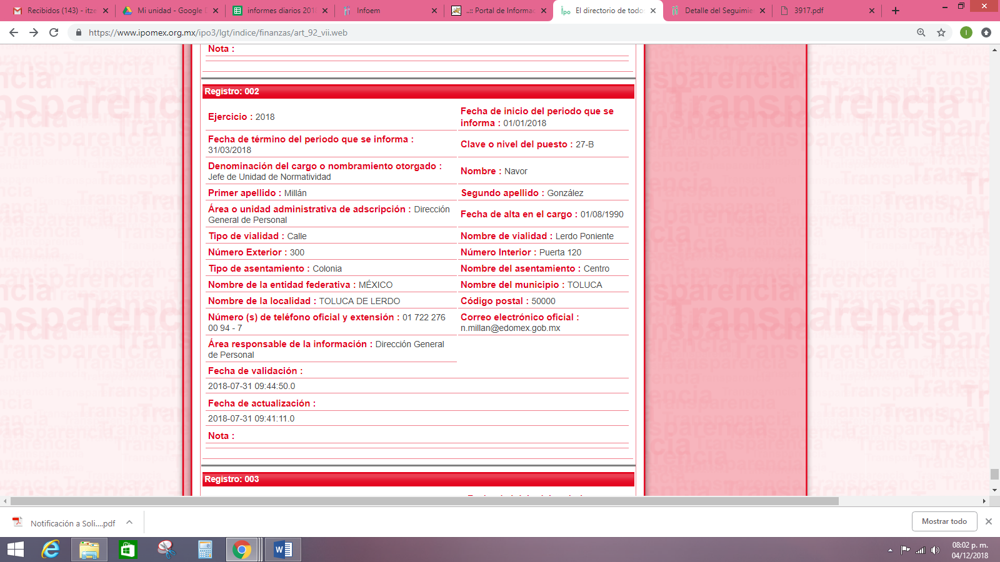 Recibidos (143) - itze
Mi unidad - Google D
informes diarios 2018
Infoem
..:: Portal de Informac
El directorio de todos
Detalle del Seguimie
3917.pdf
https://www.ipomex.org.mx/ipo3/lgt/indice/finanzas/art_92_vii.web
Nota :
Registro: 002
Ejercicio : 2018
Fecha de inicio del periodo que se
informa : 01/01/2018
Fecha de término del periodo que se informa :
31/03/2018
Clave o nivel del puesto : 27-B
Denominación del cargo o nombramiento otorgado :
Jefe de Unidad de Normatividad
Nombre : Navor
Primer apellido : Millán
Segundo apellido : González
Área o unidad administrativa de adscripción : Dirección
General de Personal
Fecha de alta en el cargo : 01/08/1990
Tipo de vialidad : Calle
Nombre de vialidad : Lerdo Poniente
Número Exterior : 300
Número Interior : Puerta 120
Tipo de asentamiento : Colonia
Nombre del asentamiento : Centro
Nombre de la entidad federativa : MÉXICO
Nombre del municipio : TOLUCA
Nombre de la localidad : TOLUCA DE LERDO
Código postal : 50000
Número (s) de teléfono oficial y extensión : 01 722 276
00 94 - 7
Correo electrónico oficial :
n.millan@edomex.gob.mx
Área responsable de la información : Dirección General
de Personal
Fecha de validación :
2018-07-31 09:44:50.0
Fecha de actualización :
2018-07-31 09:41:11.0
Nota :
Registro: 003
Notificación a Soli....pdf
Mostrar todo
08:02 p. m.
04/12/2018